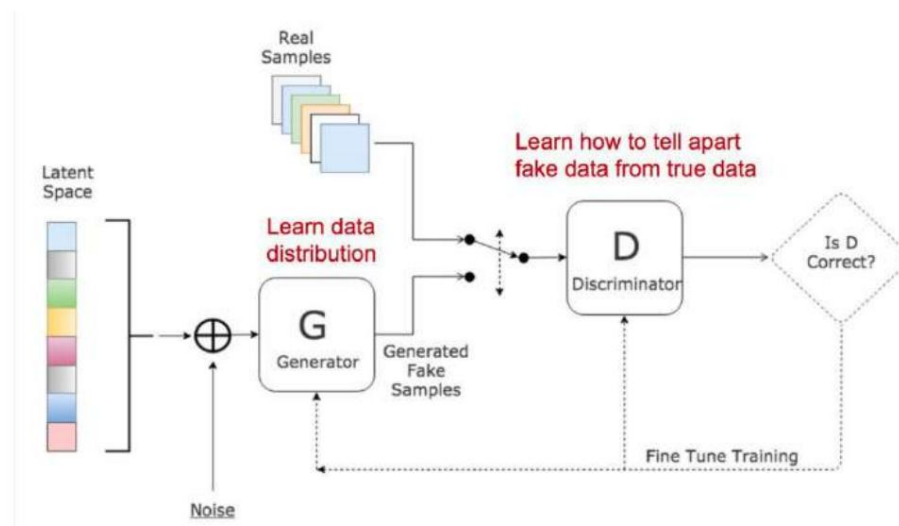 Real
Samples
Learn how to tell apart
fake data from true data
Latent
Space
Learn data
distribution
Is D
Correct?
D
Discriminator
G
Generator
Generated
Fake
Samples
Fine Tune Training
Noise